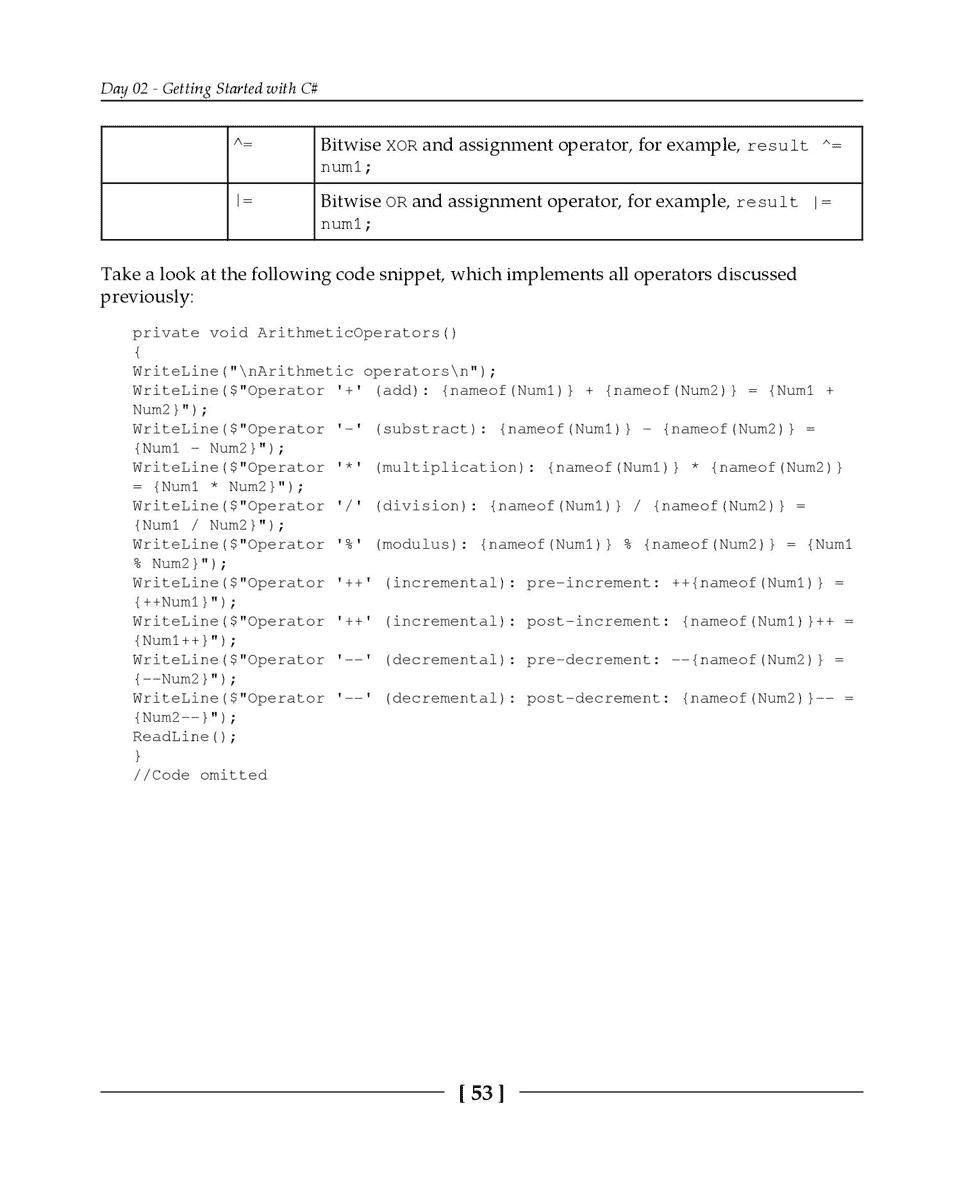 Day 02 - Getting Started with C#
^=
Bitwise XOR and assignment operator, for example, result ^=
num1;
|=
Bitwise OR and assignment operator, for example, result |=
num1;
Take a look at the following code snippet, which implements all operators discussed
previously:
private void ArithmeticOperators()
{
WriteLine("\nArithmetic operators\n");
WriteLine($"Operator '+' (add): {nameof(Num1)} + {nameof(Num2)} = {Num1 +
Num2}");
WriteLine($"Operator '-' (substract): {nameof(Num1)} - {nameof(Num2)} =
{Num1 - Num2}");
WriteLine($"Operator '*' (multiplication): {nameof(Num1)} * {nameof(Num2)}
= {Num1 * Num2}");
WriteLine($"Operator '/' (division): {nameof(Num1)} / {nameof(Num2)} =
{Num1 / Num2}");
WriteLine($"Operator '%' (modulus): {nameof(Num1)} % {nameof(Num2)} = {Num1
% Num2}");
WriteLine($"Operator '++' (incremental): pre-increment: ++{nameof(Num1)} =
{++Num1}");
WriteLine($"Operator '++' (incremental): post-increment: {nameof(Num1)}++ =
{Num1++}");
WriteLine($"Operator '--' (decremental): pre-decrement: --{nameof(Num2)} =
{--Num2}");
WriteLine($"Operator '--' (decremental): post-decrement: {nameof(Num2)}-- =
{Num2--}");
ReadLine();
}
//Code omitted
[ 53 ]